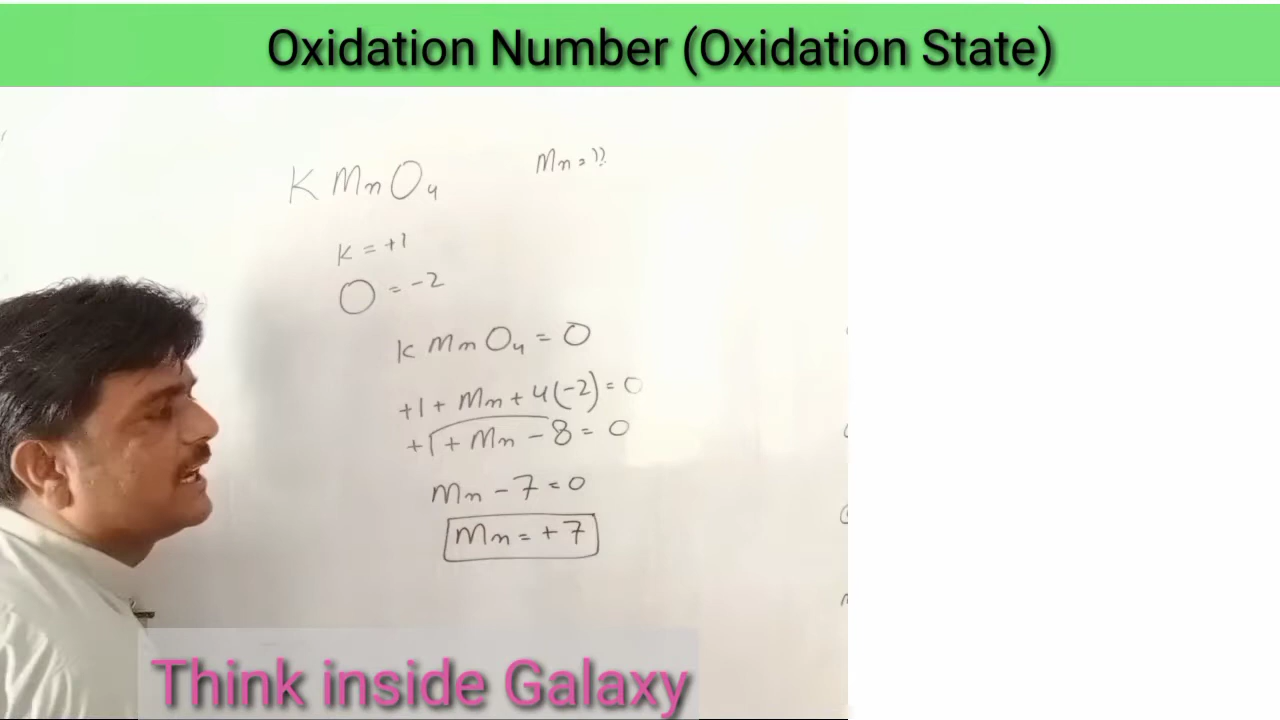 Oxidation Number (Oxidation State)
KMnO₄
Mn = ??
K = +1
O = -2
KMnO₄ = 0
+1 + Mn + 4(-2) = 0
+1 + Mn - 8 = 0
Mn - 7 = 0
Mn = +7
Think inside Galaxy